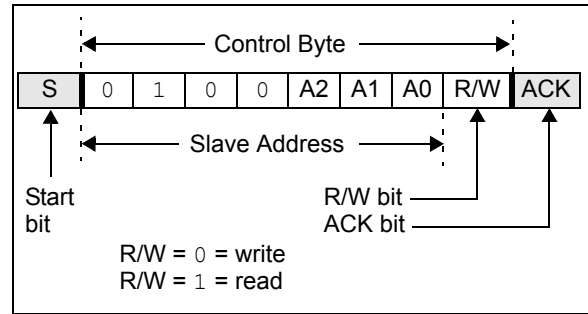 Control Byte
S 0 1 0 0 A2 A1 A0 R/W ACK
Slave Address
Start
bit
R/W bit
ACK bit
R/W = 0 = write
R/W = 1 = read